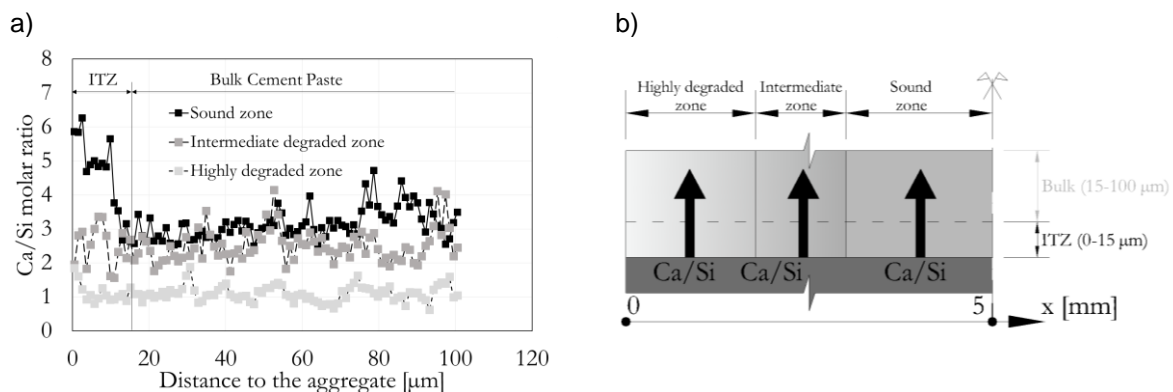 a)
Ca/Si molar ratio
8
7
6
5
4
3
2
1
0
ITZ
Bulk Cement Paste
Sound zone
Intermediate degraded zone
Highly degraded zone
0 20 40 60 80 100 120
Distance to the aggregate [µm]
b)
Highly degraded zone
Intermediate zone
Sound zone
Bulk (15-100 µm)
ITZ (0-15 µm)
Ca/Si Ca/Si Ca/Si
0 5 x [mm]